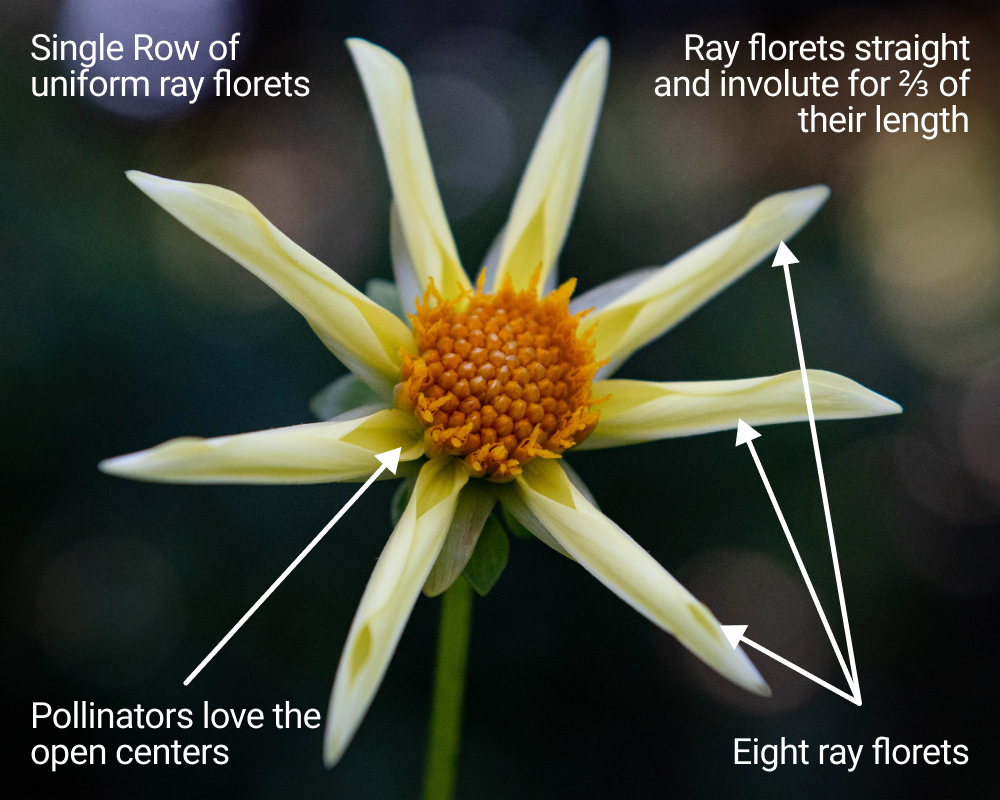 Single Row of
uniform ray florets
Ray florets straight
and involute for ⅔ of
their length
Pollinators love the
open centers
Eight ray florets